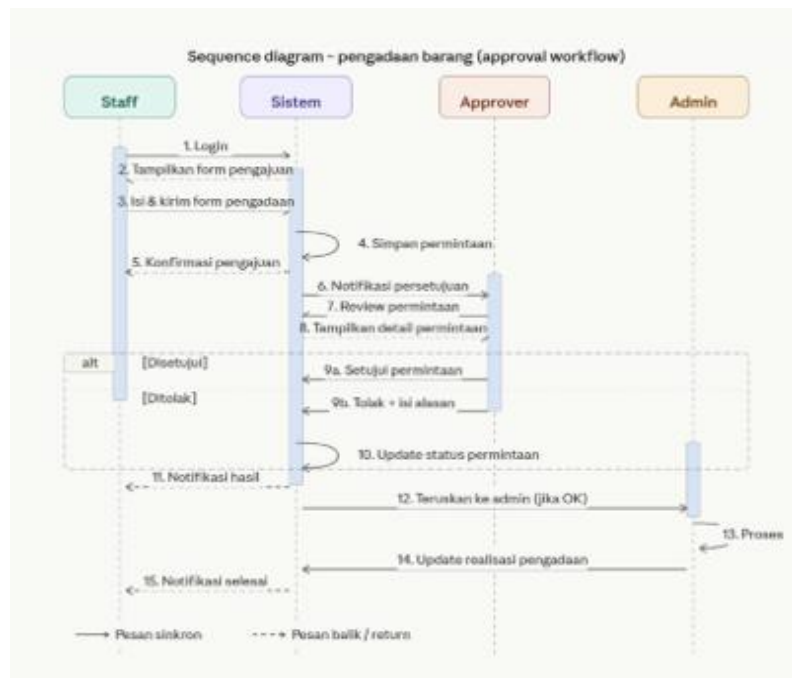 Sequence diagram – pengadaan barang (approval workflow)
Staff
Sistem
Approver
Admin
1. Login
2. Tampilkan form pengajuan
3. Isi & kirim form pengadaan
4. Simpan permintaan
5. Konfirmasi pengajuan
6. Notifikasi persetujuan
7. Review permintaan
8. Tampilkan detail permintaan
alt
[Disetujui]
9a. Setujui permintaan
[Ditolak]
9b. Tolak + isi alasan
10. Update status permintaan
11. Notifikasi hasil
12. Teruskan ke admin (jika OK)
13. Proses
14. Update realisasi pengadaan
15. Notifikasi selesai
Pesan sinkron
Pesan balik / return